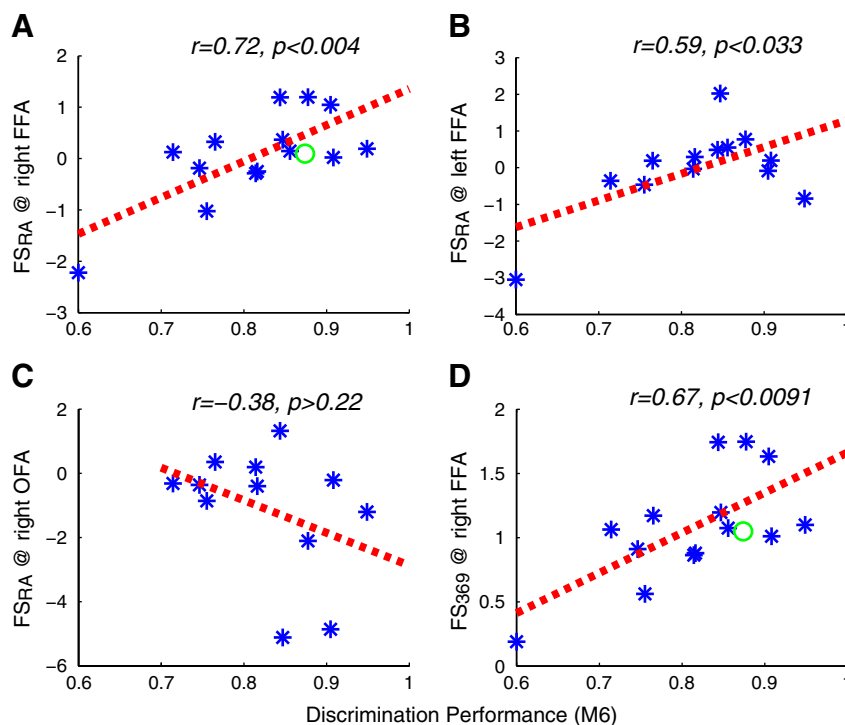 A
r=0.72, p<0.004
FSRA @ right FFA
2
1
0
−1
−2
−3
0.6 0.7 0.8 0.9 1
B
r=0.59, p<0.033
FSRA @ left FFA
3
2
1
0
−1
−2
−3
−4
0.6 0.7 0.8 0.9 1
C
r=−0.38, p>0.22
FSRA @ right OFA
2
0
−2
−4
−6
0.6 0.7 0.8 0.9 1
D
r=0.67, p<0.0091
FS369 @ right FFA
2
1.5
1
0.5
0
0.6 0.7 0.8 0.9 1
Discrimination Performance (M6)